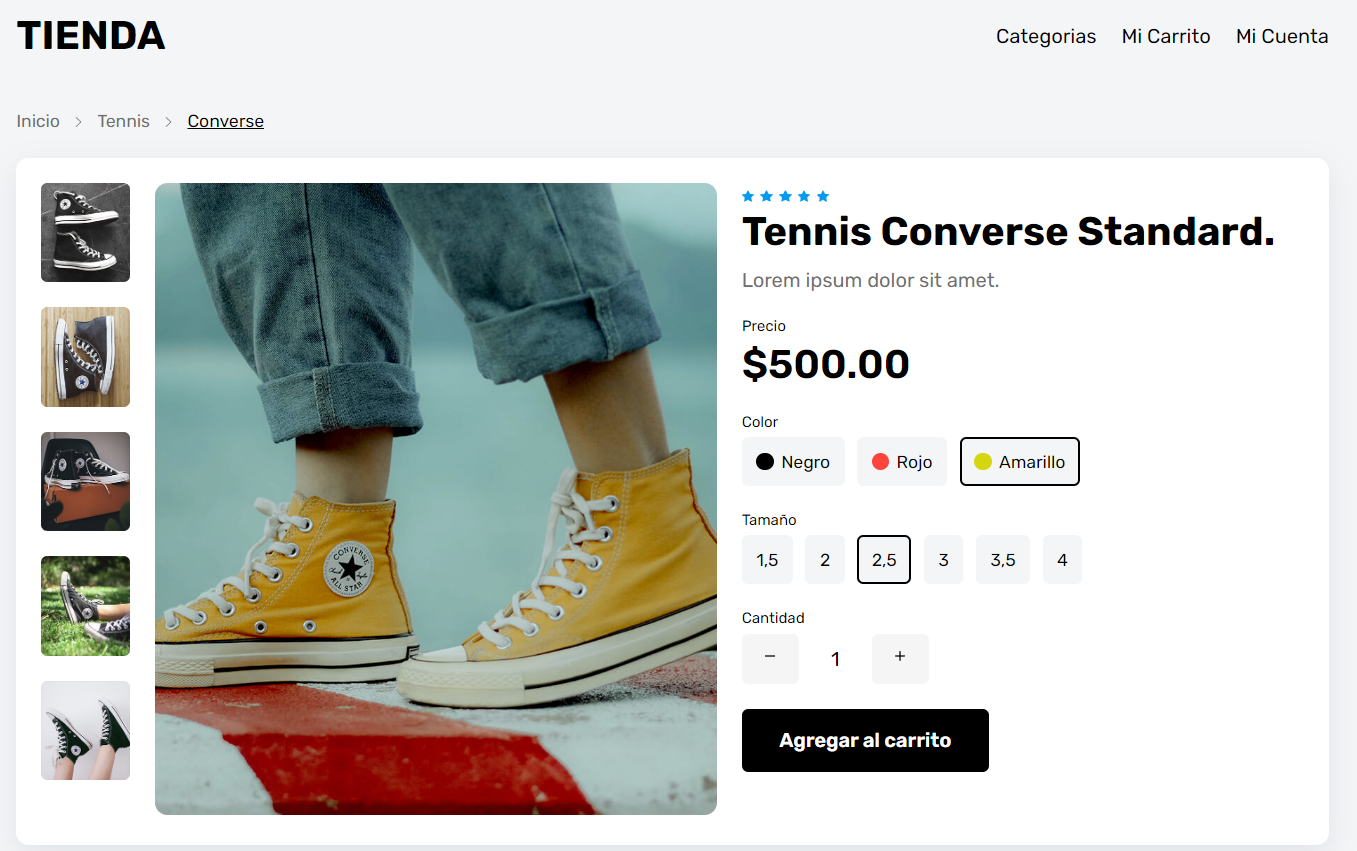 TIENDA
Categorias Mi Carrito Mi Cuenta
Inicio > Tennis > Converse
Tennis Converse Standard.
Lorem ipsum dolor sit amet.
Precio
$500.00
Color
Negro Rojo Amarillo
Tamaño
1,5 2 2,5 3 3,5 4
Cantidad
− 1 +
Agregar al carrito
CONVERSE
ALL STAR